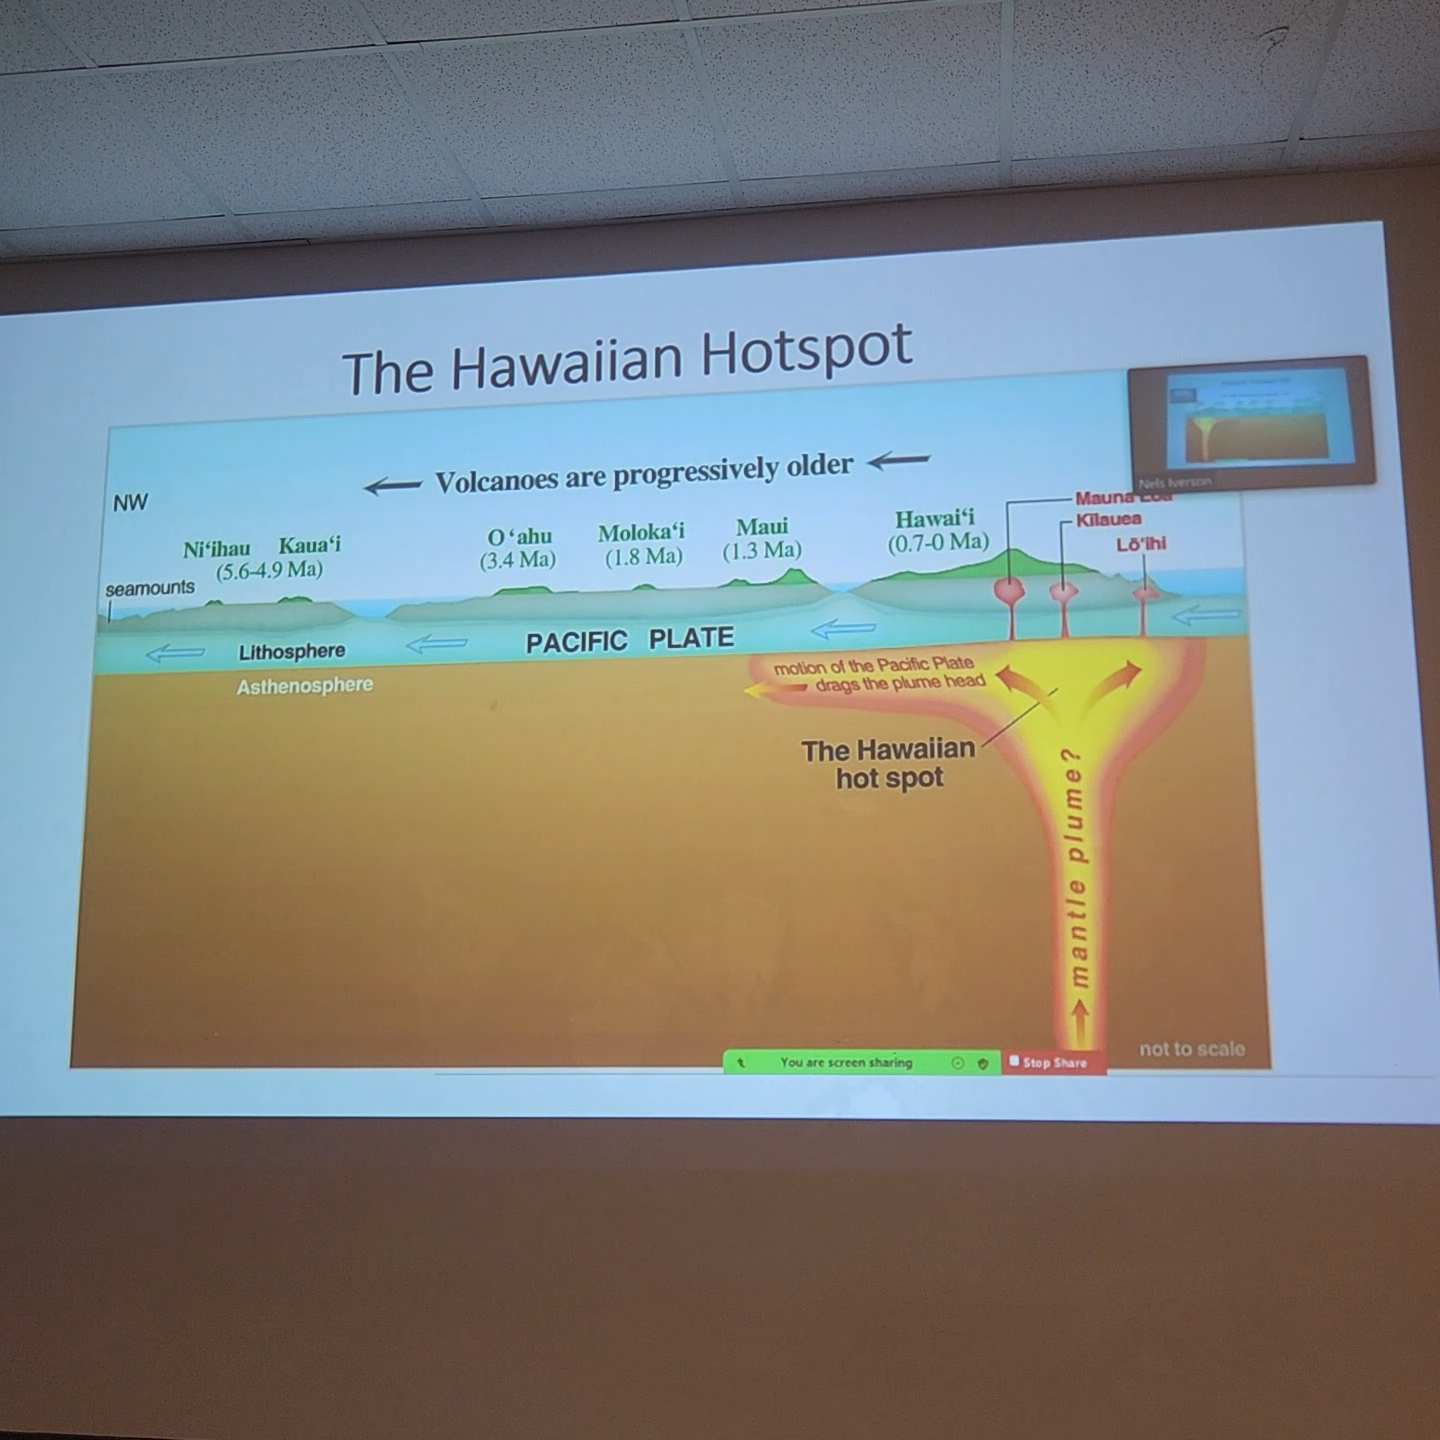 The Hawaiian Hotspot
Nels Iverson
← Volcanoes are progressively older ←
NW
Mauna Loa
Kīlauea
Lō'ihi
Ni'ihau Kaua'i
(5.6-4.9 Ma)
O'ahu
(3.4 Ma)
Moloka'i
(1.8 Ma)
Maui
(1.3 Ma)
Hawai'i
(0.7-0 Ma)
seamounts
Lithosphere
PACIFIC PLATE
Asthenosphere
motion of the Pacific Plate
drags the plume head
The Hawaiian
hot spot
mantle plume?
not to scale
You are screen sharing
Stop Share